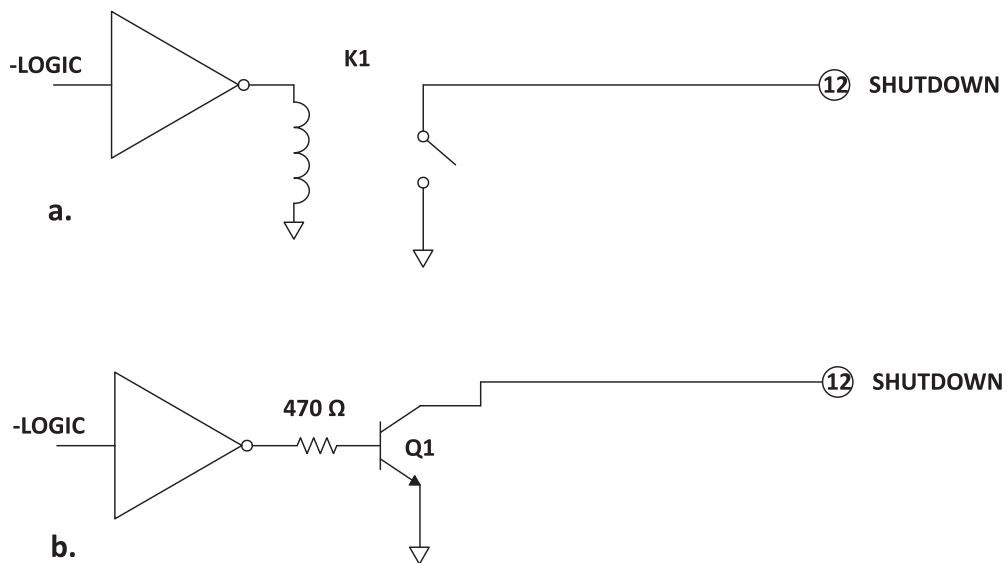 K1
-LOGIC
12 SHUTDOWN
a.
12 SHUTDOWN
470 Ω
-LOGIC
Q1
b.